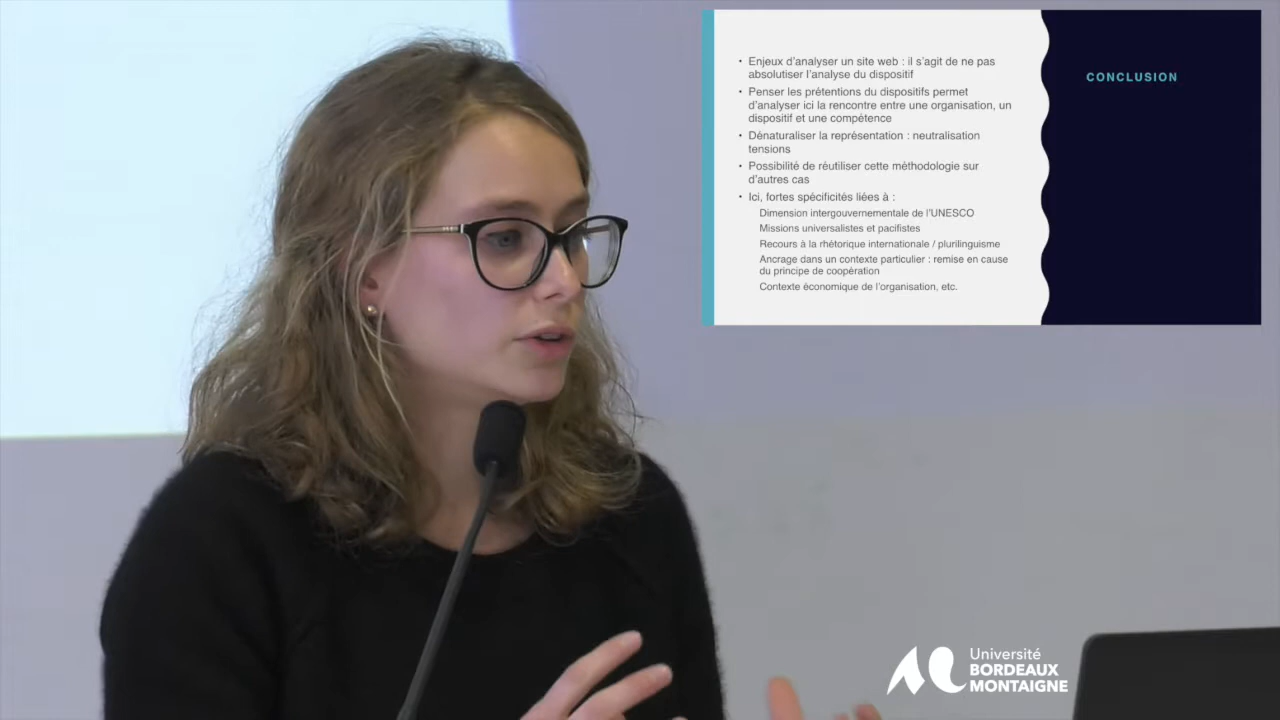 • Enjeux d'analyser un site web : il s'agit de ne pas
absolutiser l'analyse du dispositif
• Penser les prétentions du dispositifs permet
d'analyser ici la rencontre entre une organisation, un
dispositif et une compétence
• Dénaturaliser la représentation : neutralisation
tensions
• Possibilité de réutiliser cette méthodologie sur
d'autres cas
• Ici, fortes spécificités liées à :
Dimension intergouvernementale de l'UNESCO
Missions universalistes et pacifistes
Recours à la rhétorique internationale / plurilinguisme
Ancrage dans un contexte particulier : remise en cause
du principe de coopération
Contexte économique de l'organisation, etc.
CONCLUSION
Université
BORDEAUX
MONTAIGNE